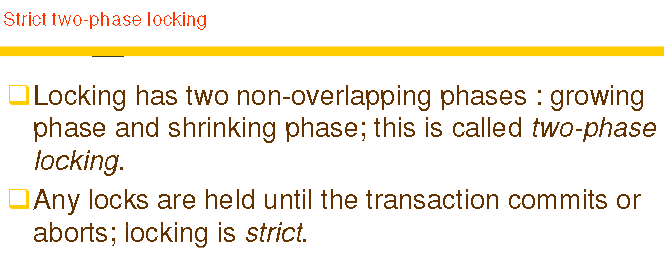 Strict two-phase locking
Locking has two non-overlapping phases : growing
phase and shrinking phase; this is called two-phase
locking.
Any locks are held until the transaction commits or
aborts; locking is strict.